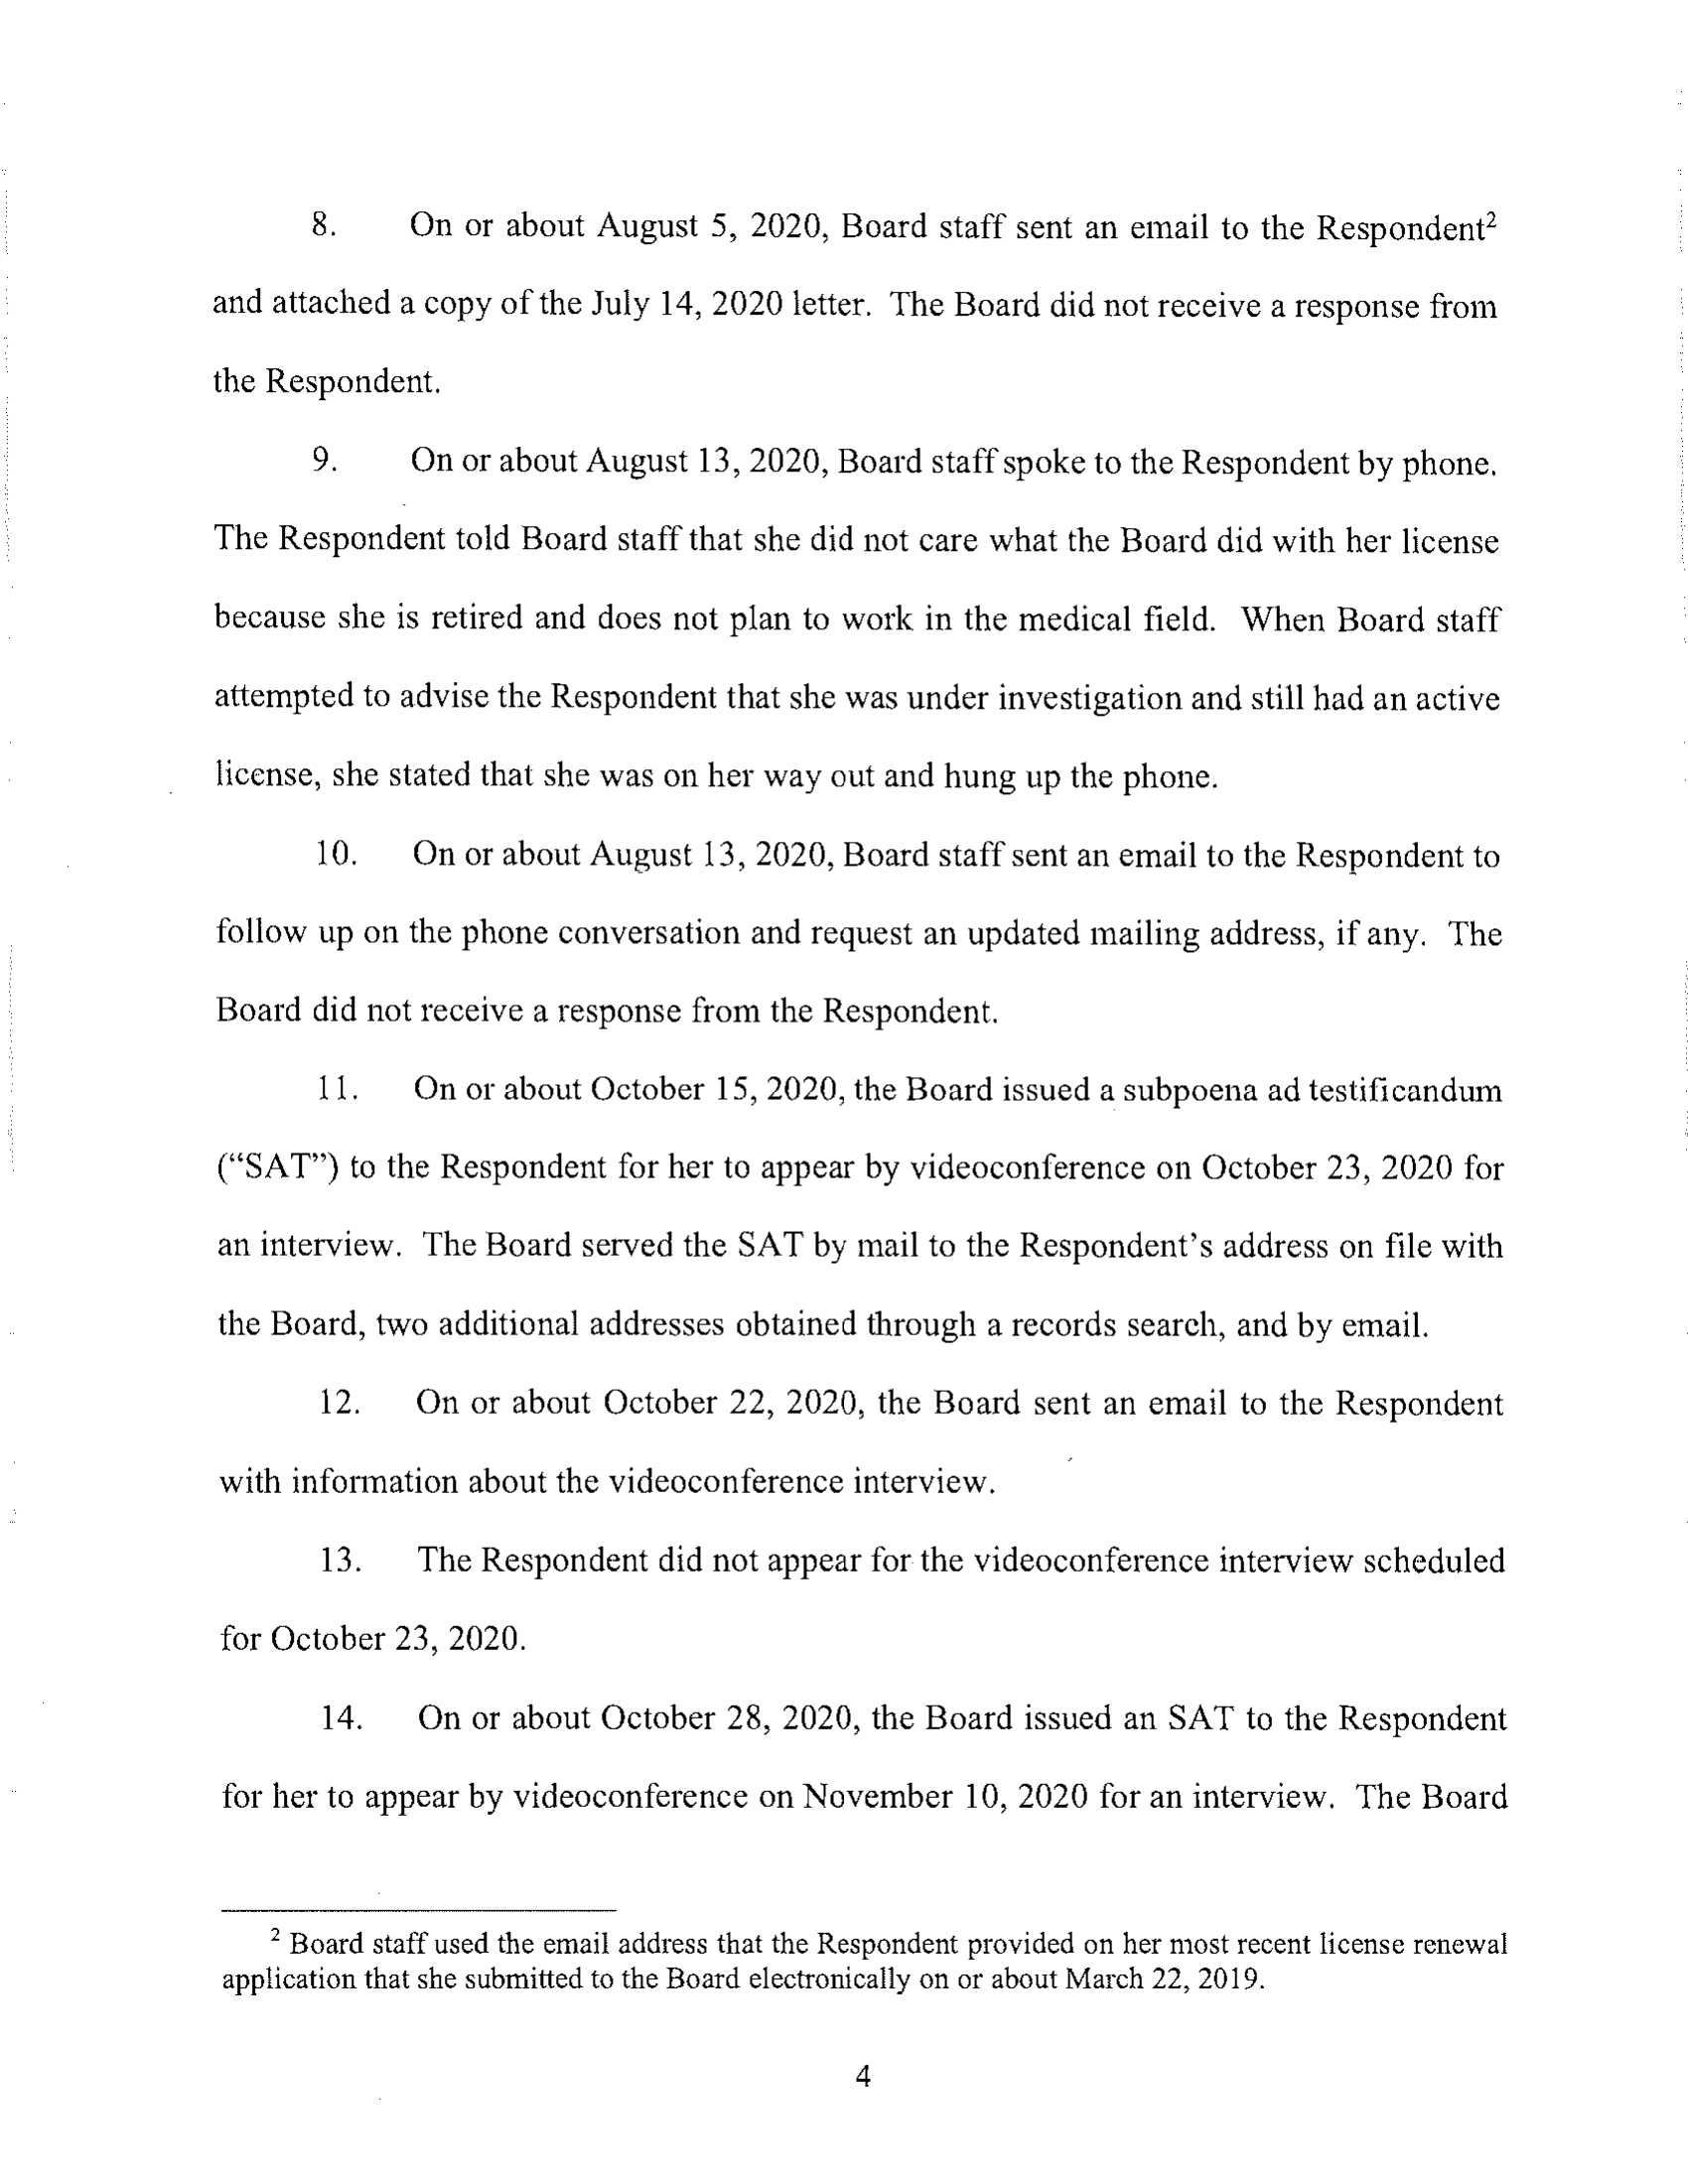 8. On or about August 5, 2020, Board staff sent an email to the Respondent²
and attached a copy of the July 14, 2020 letter. The Board did not receive a response from
the Respondent.
9. On or about August 13, 2020, Board staff spoke to the Respondent by phone.
The Respondent told Board staff that she did not care what the Board did with her license
because she is retired and does not plan to work in the medical field. When Board staff
attempted to advise the Respondent that she was under investigation and still had an active
license, she stated that she was on her way out and hung up the phone.
10. On or about August 13, 2020, Board staff sent an email to the Respondent to
follow up on the phone conversation and request an updated mailing address, if any. The
Board did not receive a response from the Respondent.
11. On or about October 15, 2020, the Board issued a subpoena ad testificandum
(“SAT”) to the Respondent for her to appear by videoconference on October 23, 2020 for
an interview. The Board served the SAT by mail to the Respondent’s address on file with
the Board, two additional addresses obtained through a records search, and by email.
12. On or about October 22, 2020, the Board sent an email to the Respondent
with information about the videoconference interview.
13. The Respondent did not appear for the videoconference interview scheduled
for October 23, 2020.
14. On or about October 28, 2020, the Board issued an SAT to the Respondent
for her to appear by videoconference on November 10, 2020 for an interview. The Board
² Board staff used the email address that the Respondent provided on her most recent license renewal
application that she submitted to the Board electronically on or about March 22, 2019.
4